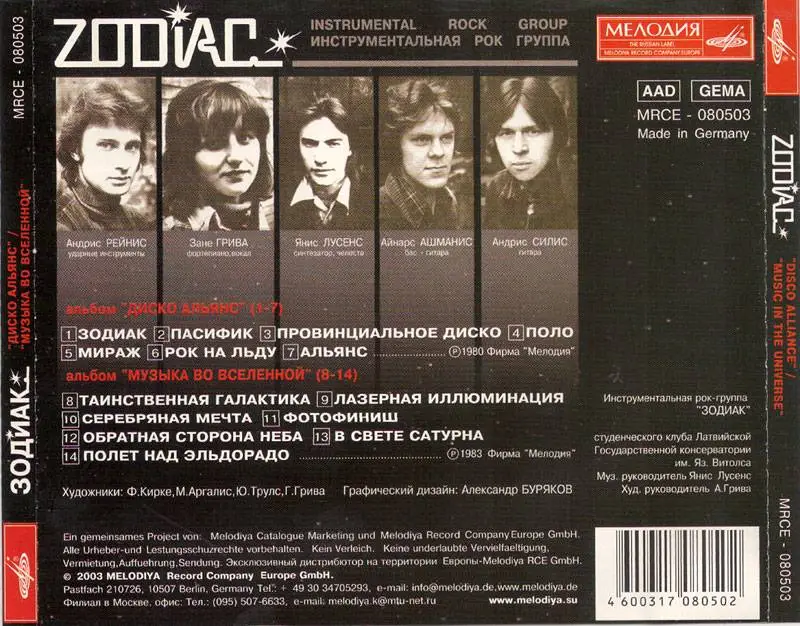 MRCE - 080503
"ДИСКО АЛЬЯНС" /
"МУЗЫКА ВО ВСЕЛЕННОЙ"
ЗОДИАК
ZODIAC
INSTRUMENTAL ROCK GROUP
ИНСТРУМЕНТАЛЬНАЯ РОК ГРУППА
МЕЛОДИЯ
THE RUSSIAN LABEL
MELODIYA RECORD COMPANY EUROPE
AAD GEMA
MRCE - 080503
Made in Germany
Андрис РЕЙНИС
ударные инструменты
Зане ГРИВА
фортепиано, вокал
Янис ЛУСЕНС
синтезатор, челеста
Айнарс АШМАНИС
бас - гитара
Андрис СИЛИС
гитара
альбом "ДИСКО АЛЬЯНС" (1-7)
1 ЗОДИАК 2 ПАСИФИК 3 ПРОВИНЦИАЛЬНОЕ ДИСКО 4 ПОЛО
5 МИРАЖ 6 РОК НА ЛЬДУ 7 АЛЬЯНС ℗1980 Фирма "Мелодия"
альбом "МУЗЫКА ВО ВСЕЛЕННОЙ" (8-14)
8 ТАИНСТВЕННАЯ ГАЛАКТИКА 9 ЛАЗЕРНАЯ ИЛЛЮМИНАЦИЯ
10 СЕРЕБРЯНАЯ МЕЧТА 11 ФОТОФИНИШ
12 ОБРАТНАЯ СТОРОНА НЕБА 13 В СВЕТЕ САТУРНА
14 ПОЛЕТ НАД ЭЛЬДОРАДО ℗1983 Фирма "Мелодия"
Художники: Ф.Кирке, М.Аргалис, Ю.Трулс, Г.Грива Графический дизайн: Александр БУРЯКОВ
Инструментальная рок-группа
"ЗОДИАК"
студенческого клуба Латвийской
Государственной консерватории
им. Яз. Витолса
Муз. руководитель Янис Лусенс
Худ. руководитель А.Грива
Ein gemeinsames Project von: Melodiya Catalogue Marketing und Melodiya Record Company Europe GmbH.
Alle Urheber-und Lestungsschuzrechte vorbehalten. Kein Verleich. Keine underlaubte Vervielfaeltigung,
Vermietung,Auffuehrung,Sendung. Эксклюзивный дистрибьютор на территории Европы-Melodiya RCE GmbH.
© 2003 MELODIYA Record Company Europe GmbH.
Pastfach 210726, 10507 Berlin, Germany Tel.: + 49 30 34705293, e-mail: info@melodiya.de,www.melodiya.de
Филиал в Москве, офис: Тел.: (095) 507-6633, e-mail: melodiya.k@mtu-net.ru www.melodiya.su
4 600317 080502
ZODIAC
"DISCO ALLIANCE" /
"MUSIC IN THE UNIVERSE"
MRCE - 080503